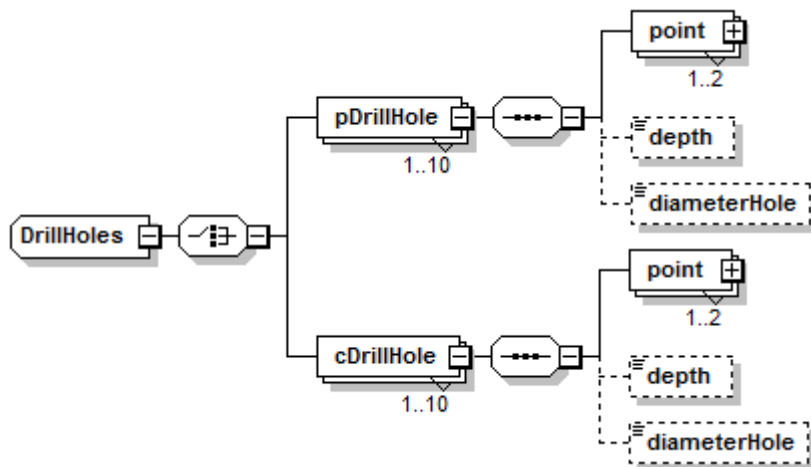 point
1..2
pDrillHole
1..10
depth
diameterHole
DrillHoles
point
1..2
cDrillHole
1..10
depth
diameterHole